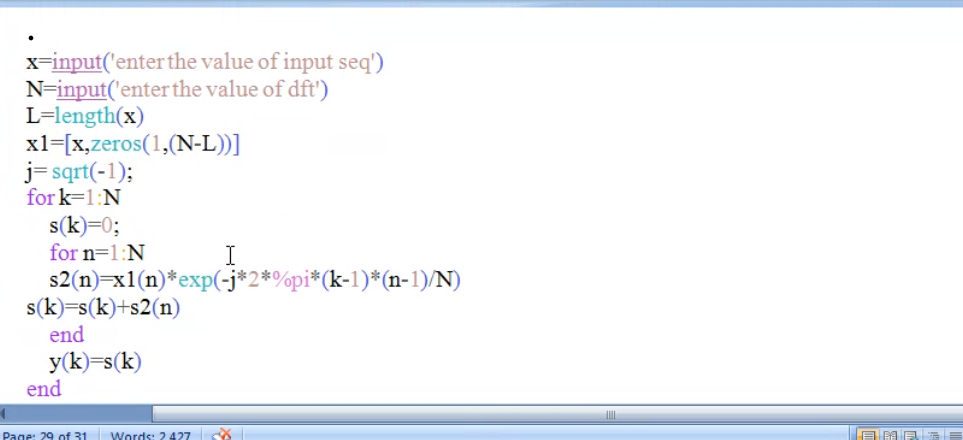 .
x=input('enter the value of input seq')
N=input('enter the value of dft')
L=length(x)
x1=[x,zeros(1,(N-L))]
j= sqrt(-1);
for k=1:N
s(k)=0;
for n=1:N
s2(n)=x1(n)*exp(-j*2*%pi*(k-1)*(n-1)/N)
s(k)=s(k)+s2(n)
end
y(k)=s(k)
end
Page: 29 of 31 Words: 2,427